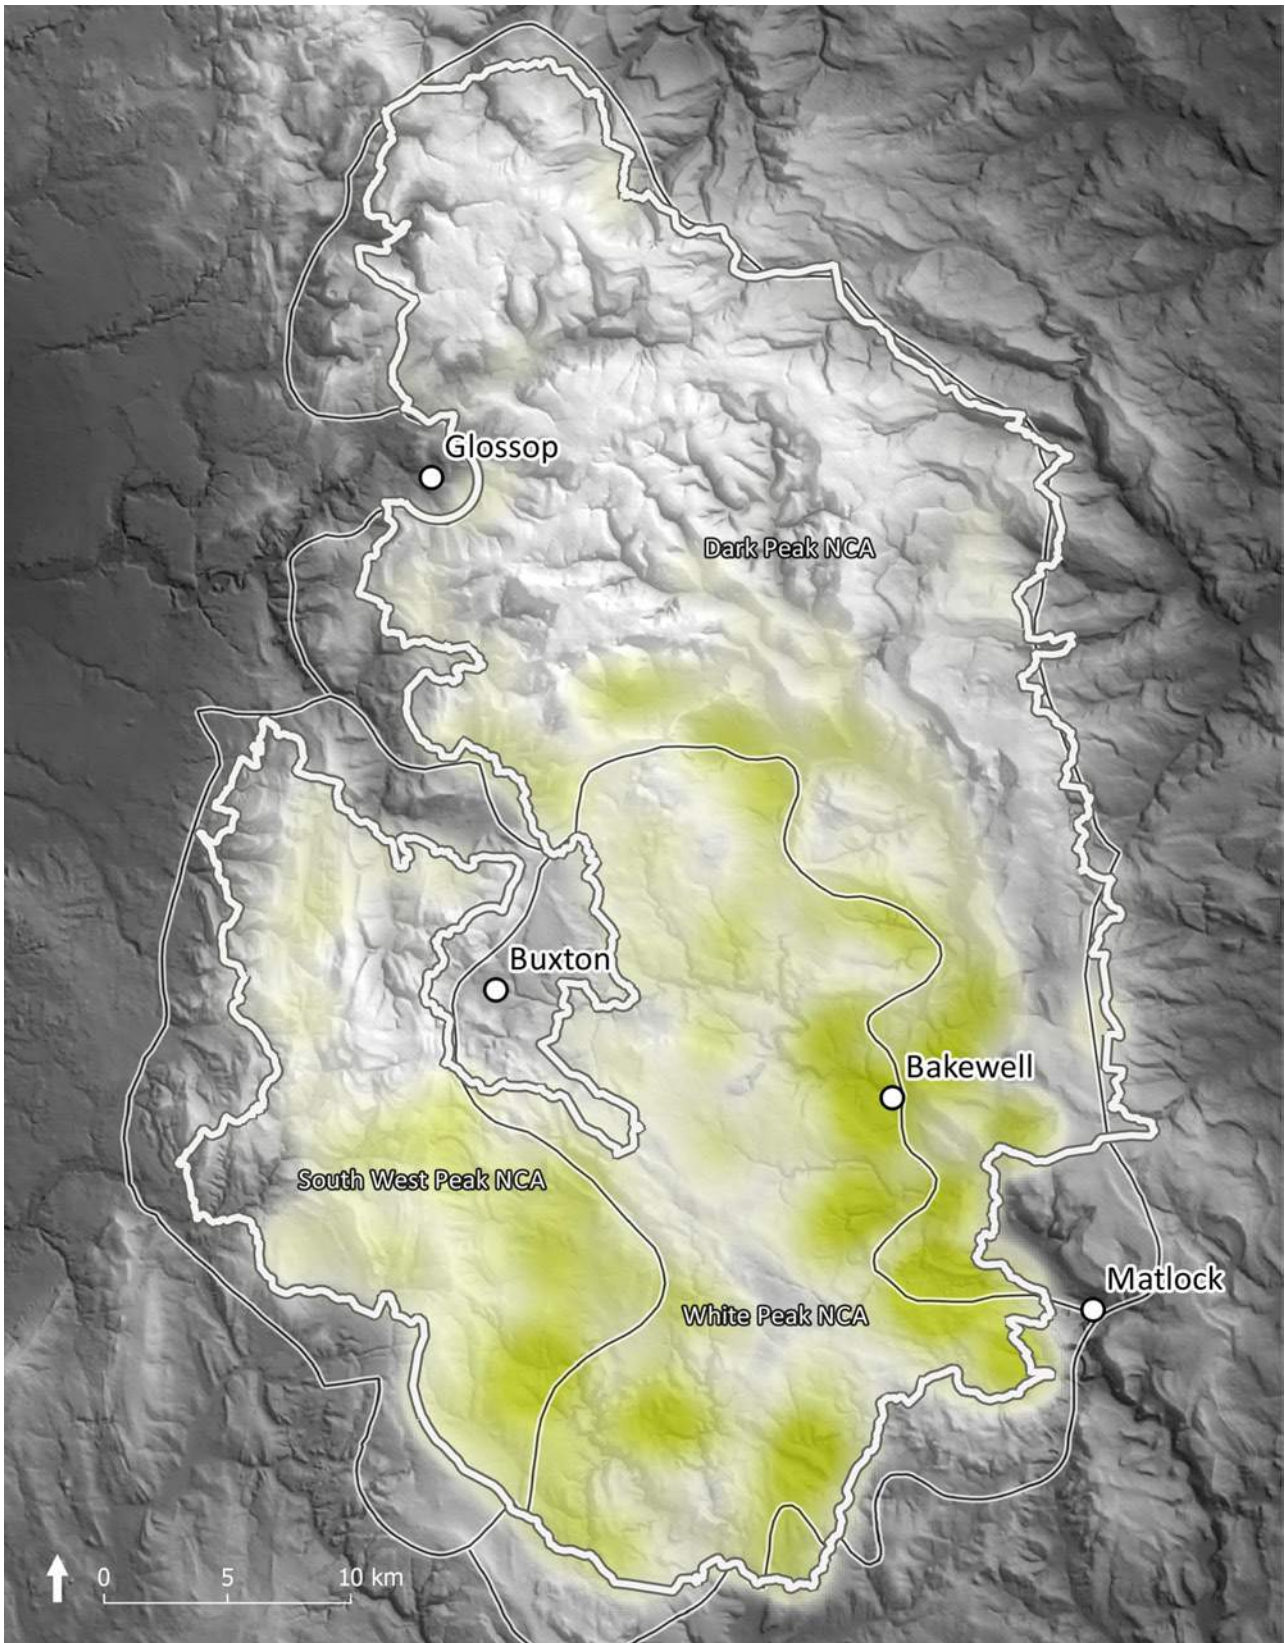 Glossop
Dark Peak NCA
Buxton
Bakewell
South West Peak NCA
Matlock
White Peak NCA
0 5 10 km